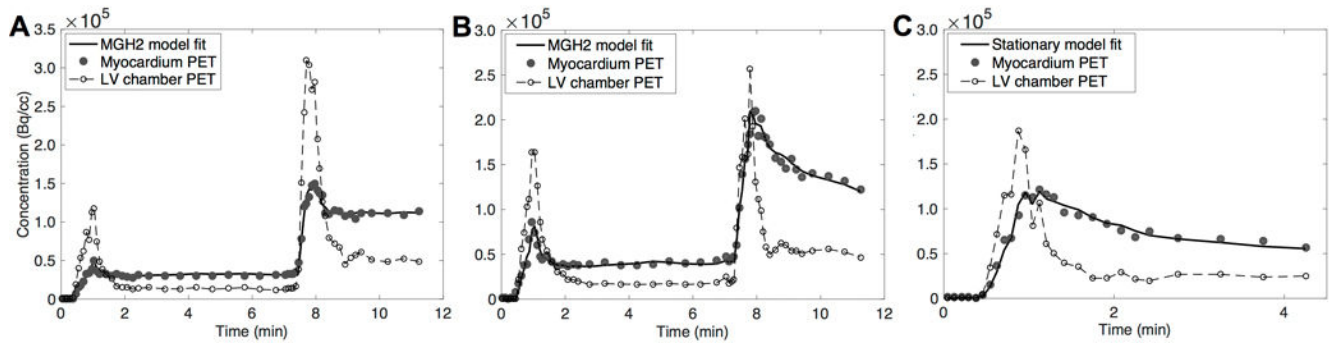 A
×10⁵
3.5
3.0
2.5
2.0
1.5
1.0
0.5
0.0
Concentration (Bq/cc)
MGH2 model fit
Myocardium PET
LV chamber PET
0 2 4 6 8 10 12
Time (min)
B
×10⁵
3.0
2.5
2.0
1.5
1.0
0.5
0.0
MGH2 model fit
Myocardium PET
LV chamber PET
0 2 4 6 8 10 12
Time (min)
C
×10⁵
3.0
2.5
2.0
1.5
1.0
0.5
0.0
Stationary model fit
Myocardium PET
LV chamber PET
0 2 4
Time (min)